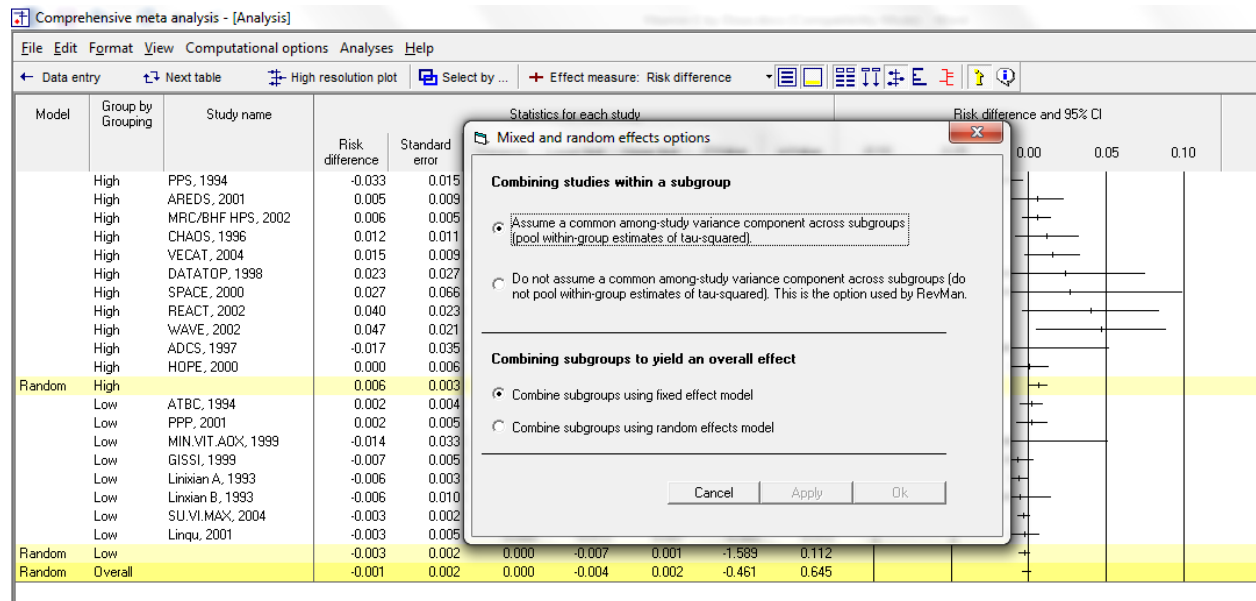 Comprehensive meta analysis - [Analysis]
File Edit Format View Computational options Analyses Help
Data entry Next table High resolution plot Select by ... Effect measure: Risk difference
Model Group by Grouping Study name Statistics for each study Risk difference and 95% CI
Risk difference Standard error 0.00 0.05 0.10
High PPS, 1994 -0.033 0.015
High AREDS, 2001 0.005 0.009
High MRC/BHF HPS, 2002 0.006 0.005
High CHAOS, 1996 0.012 0.011
High VECAT, 2004 0.015 0.009
High DATATOP, 1998 0.023 0.027
High SPACE, 2000 0.027 0.066
High REACT, 2002 0.040 0.023
High WAVE, 2002 0.047 0.021
High ADCS, 1997 -0.017 0.035
High HOPE, 2000 0.000 0.006
Random High 0.006 0.003
Low ATBC, 1994 0.002 0.004
Low PPP, 2001 0.002 0.005
Low MIN.VIT.AOX, 1999 -0.014 0.033
Low GISSI, 1999 -0.007 0.005
Low Linixian A, 1993 -0.006 0.003
Low Linxian B, 1993 -0.006 0.010
Low SU.VI.MAX, 2004 -0.003 0.002
Low Linqu, 2001 -0.003 0.005
Random Low -0.003 0.002 0.000 -0.007 0.001 -1.589 0.112
Random Overall -0.001 0.002 0.000 -0.004 0.002 -0.461 0.645
Mixed and random effects options
Combining studies within a subgroup
Assume a common among-study variance component across subgroups
(pool within-group estimates of tau-squared).
Do not assume a common among-study variance component across subgroups (do
not pool within-group estimates of tau-squared). This is the option used by RevMan.
Combining subgroups to yield an overall effect
Combine subgroups using fixed effect model
Combine subgroups using random effects model
Cancel Apply Ok